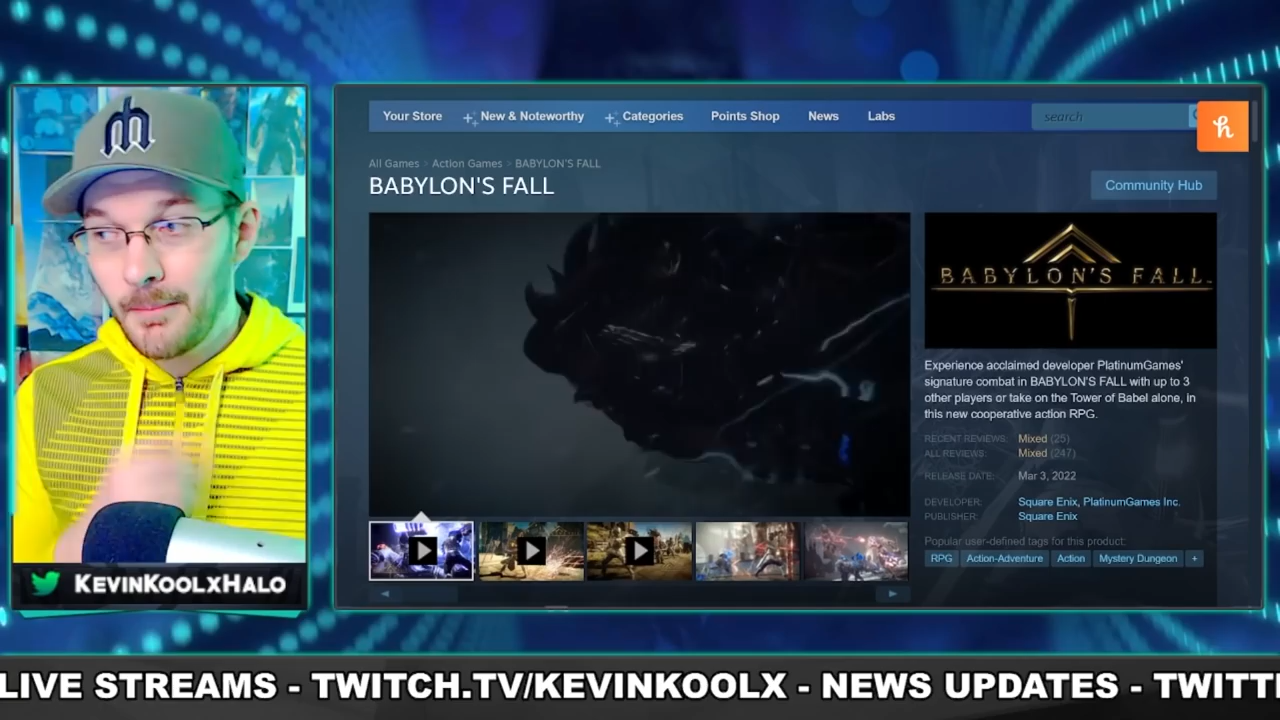 Your Store
New & Noteworthy
Categories
Points Shop
News
Labs
search
All Games > Action Games > BABYLON'S FALL
BABYLON'S FALL
Community Hub
BABYLON'S FALL
Experience acclaimed developer PlatinumGames'
signature combat in BABYLON'S FALL with up to 3
other players or take on the Tower of Babel alone, in
this new cooperative action RPG.
RECENT REVIEWS: Mixed (25)
ALL REVIEWS: Mixed (247)
RELEASE DATE: Mar 3, 2022
DEVELOPER: Square Enix, PlatinumGames Inc.
PUBLISHER: Square Enix
Popular user-defined tags for this product:
RPG Action-Adventure Action Mystery Dungeon +
KEVINKOOLXHALO
LIVE STREAMS - TWITCH.TV/KEVINKOOLX - NEWS UPDATES - TWITT